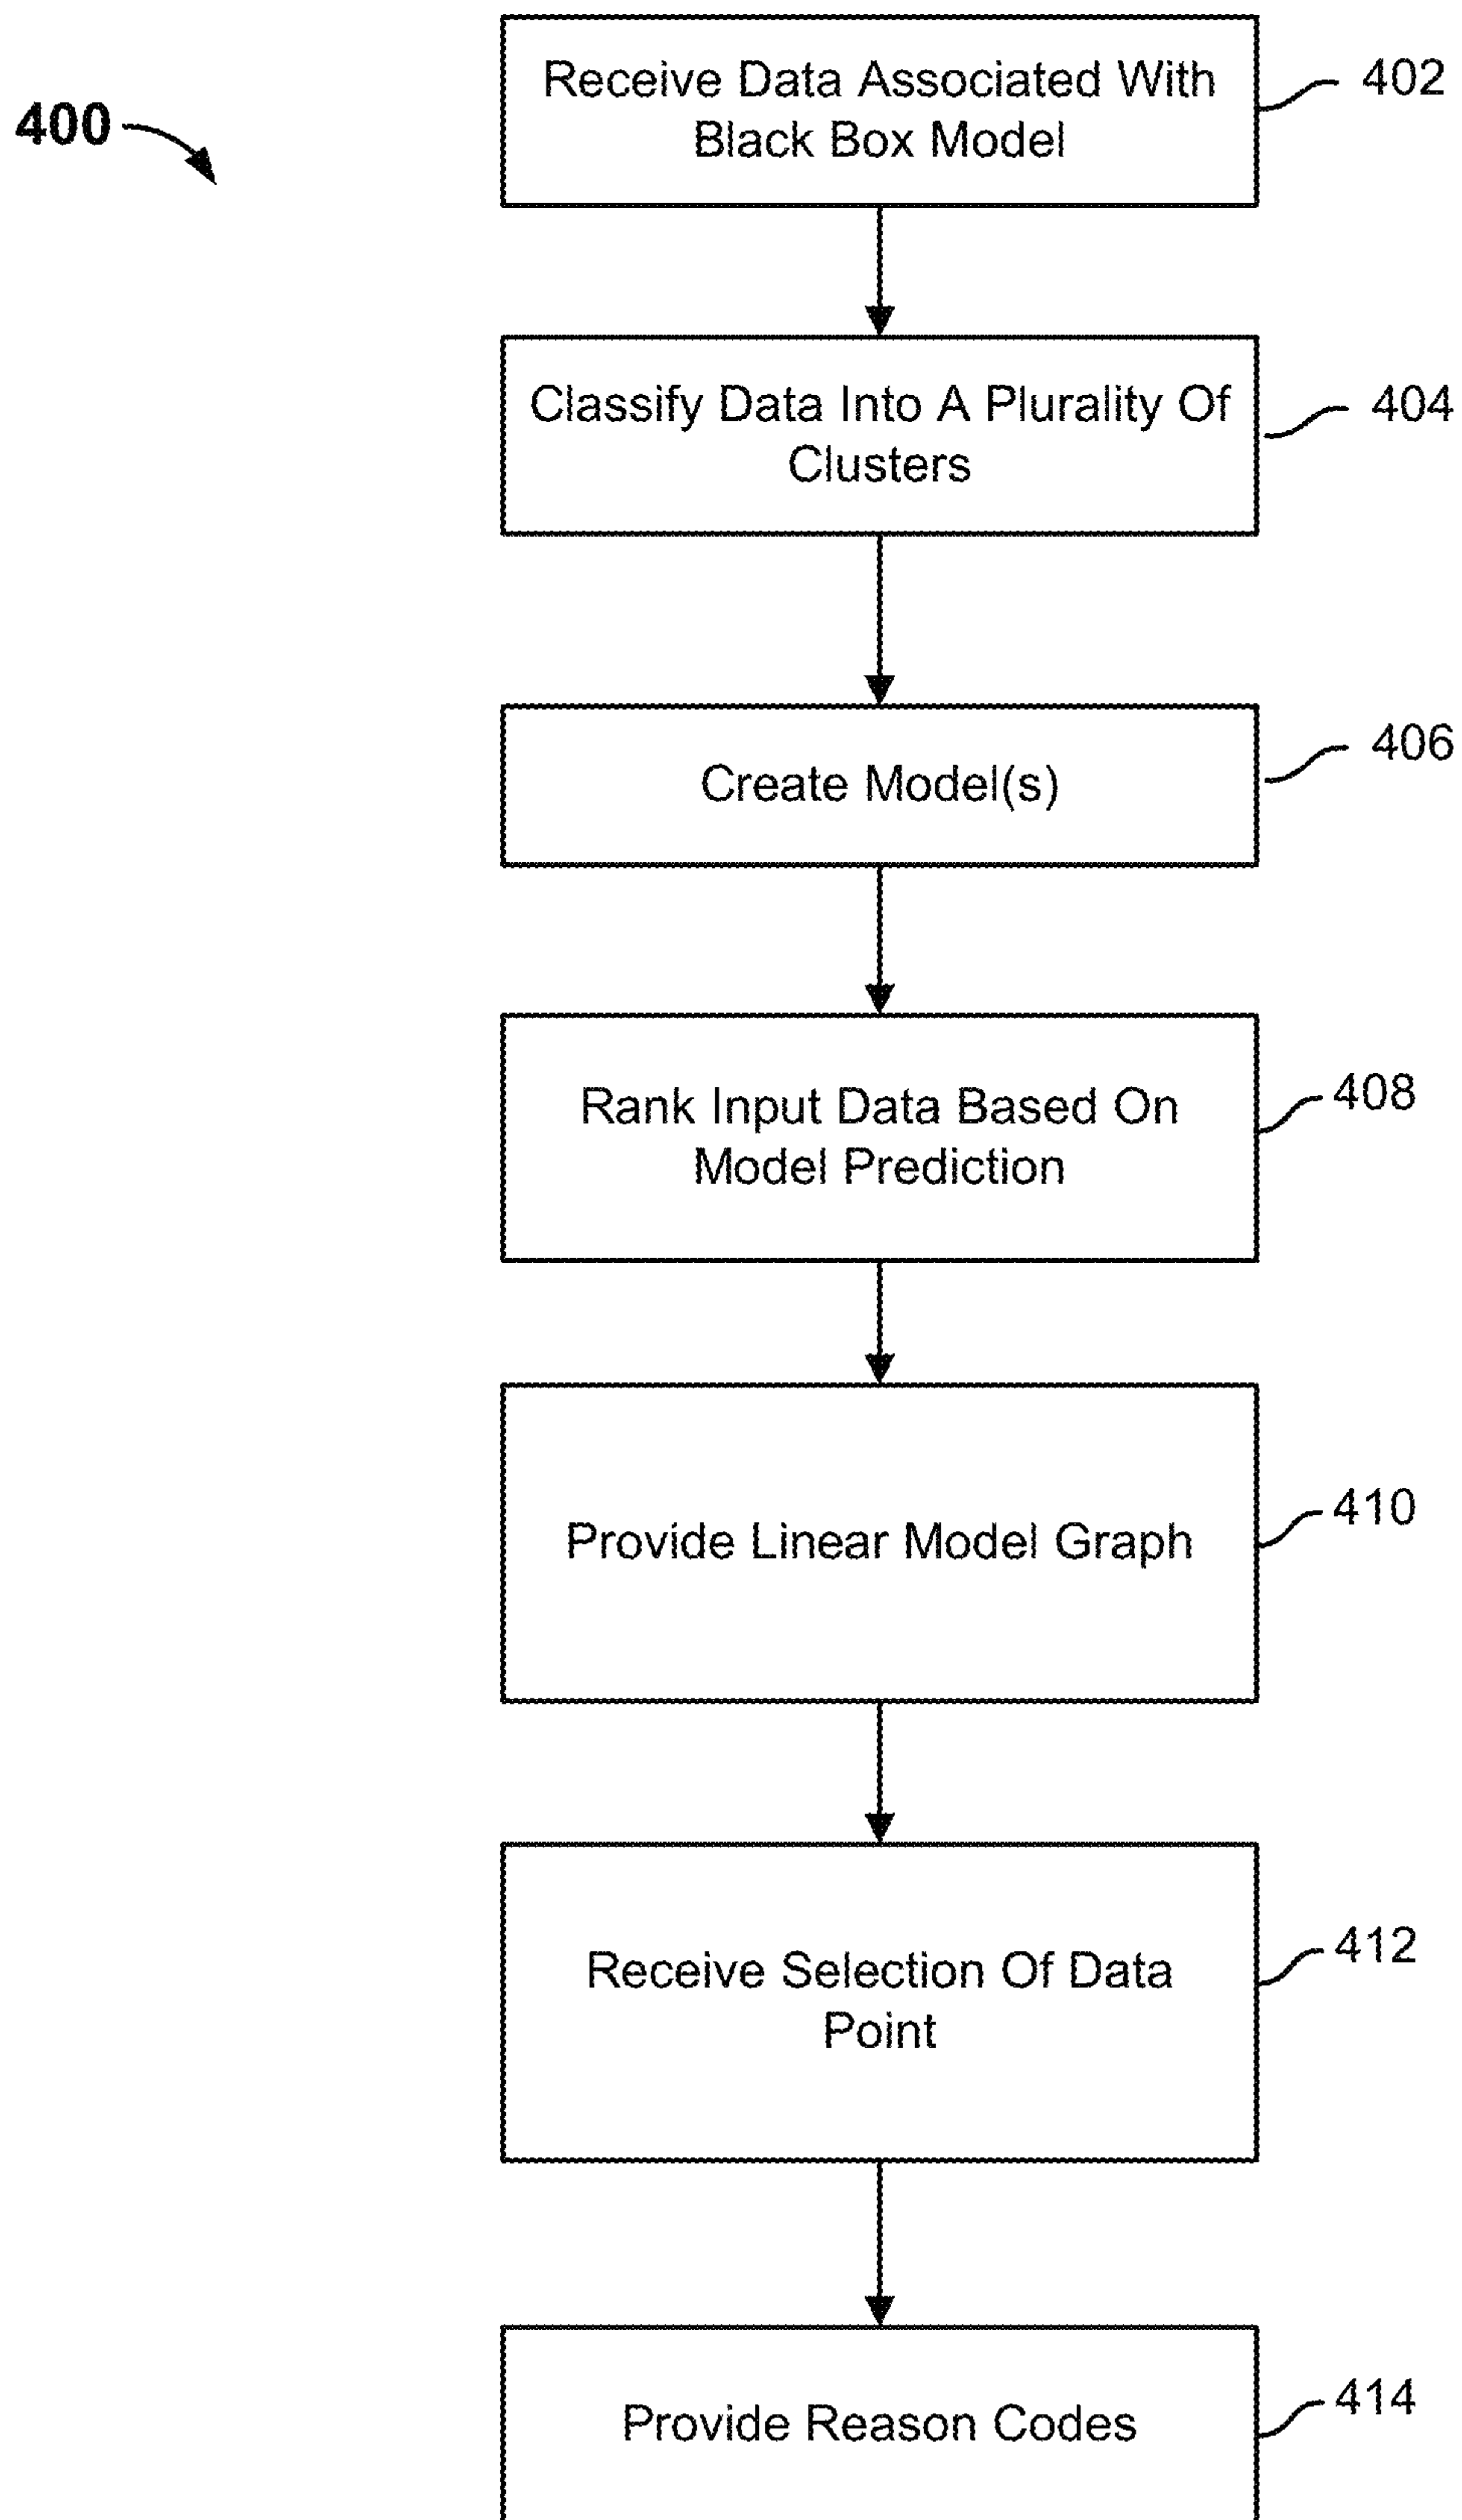 400
Receive Data Associated With
Black Box Model
402
Classify Data Into A Plurality Of
Clusters
404
Create Model(s)
406
Rank Input Data Based On
Model Prediction
408
Provide Linear Model Graph
410
Receive Selection Of Data
Point
412
Provide Reason Codes
414